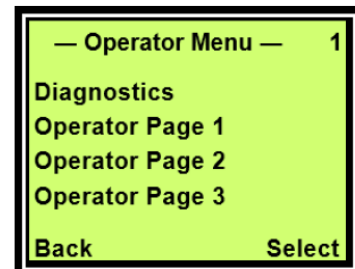 — Operator Menu — 1
Diagnostics
Operator Page 1
Operator Page 2
Operator Page 3
Back Select